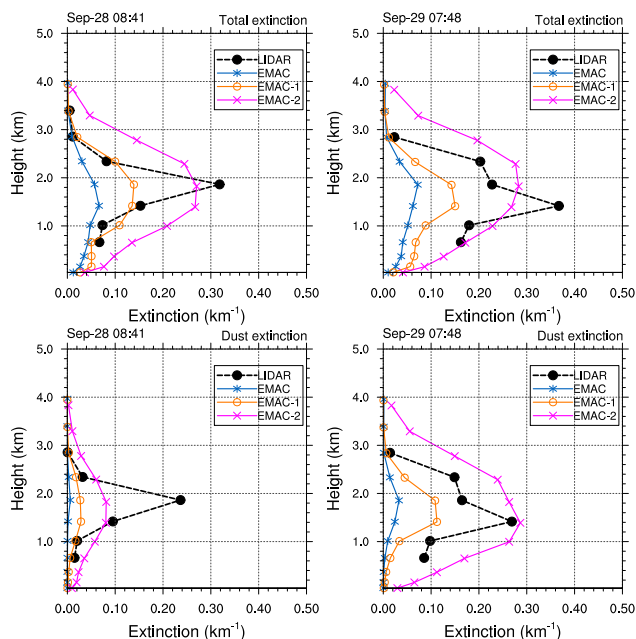 Sep-28 08:41 Total extinction
5.0
4.0
3.0
2.0
1.0
Height (km)
LIDAR
EMAC
EMAC-1
EMAC-2
0.00 0.10 0.20 0.30 0.40 0.50
Extinction (km⁻¹)
Sep-29 07:48 Total extinction
5.0
4.0
3.0
2.0
1.0
Height (km)
LIDAR
EMAC
EMAC-1
EMAC-2
0.00 0.10 0.20 0.30 0.40 0.50
Extinction (km⁻¹)
Sep-28 08:41 Dust extinction
5.0
4.0
3.0
2.0
1.0
Height (km)
LIDAR
EMAC
EMAC-1
EMAC-2
0.00 0.10 0.20 0.30 0.40 0.50
Extinction (km⁻¹)
Sep-29 07:48 Dust extinction
5.0
4.0
3.0
2.0
1.0
Height (km)
LIDAR
EMAC
EMAC-1
EMAC-2
0.00 0.10 0.20 0.30 0.40 0.50
Extinction (km⁻¹)